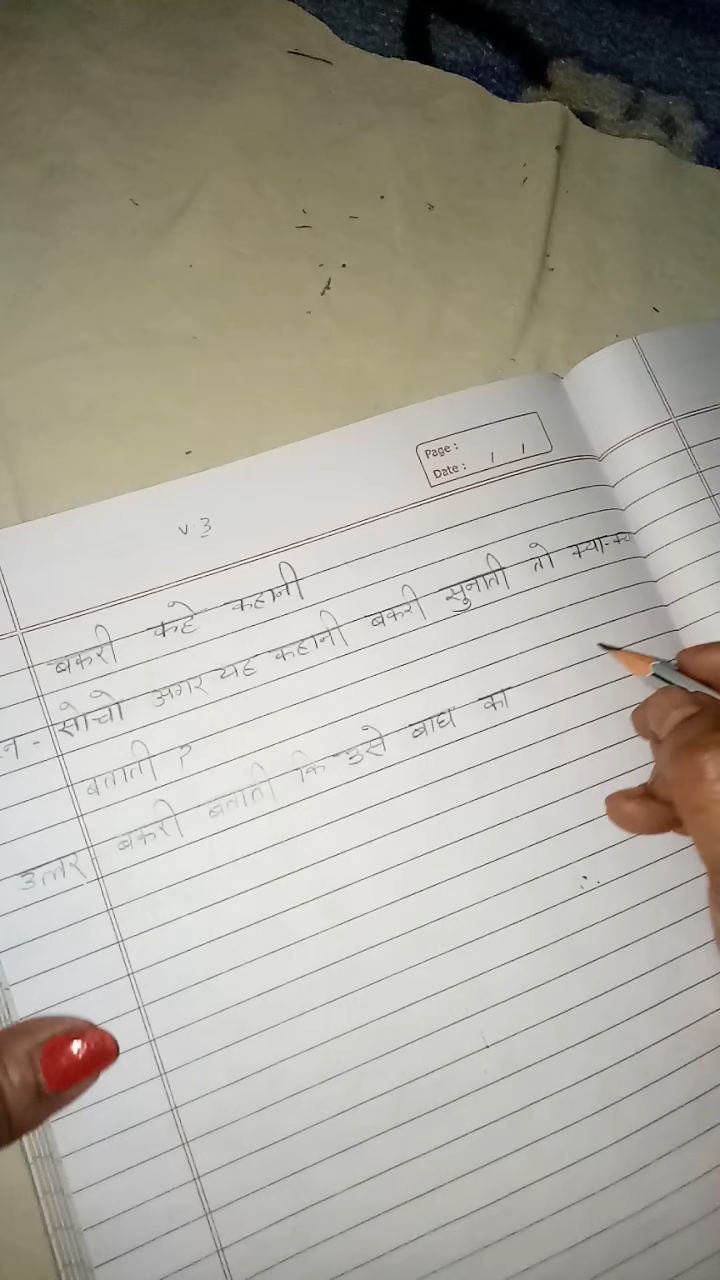 Page :
Date : / /
v 3
बकरी कहे कहानी
सोचो अगर यह कहानी बकरी सुनाती तो क्या-
बताती ?
उत्तर बकरी बताती कि उसे बाघ का